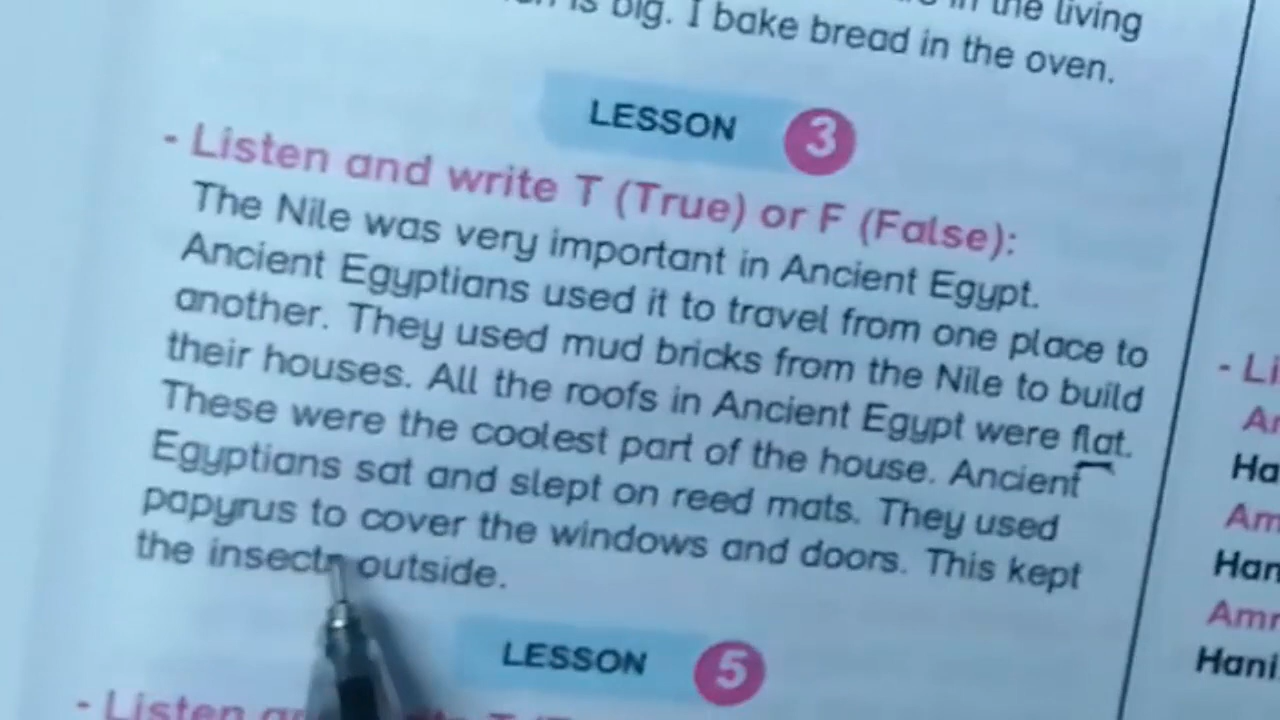 is big. I bake bread in the oven.
in the living
LESSON 3
- Listen and write T (True) or F (False):
The Nile was very important in Ancient Egypt.
Ancient Egyptians used it to travel from one place to
another. They used mud bricks from the Nile to build
their houses. All the roofs in Ancient Egypt were flat.
These were the coolest part of the house. Ancient
Egyptians sat and slept on reed mats. They used
papyrus to cover the windows and doors. This kept
the insects outside.
LESSON 5
- Listen
- Li
Ha
Am
Han
Amr
Hani